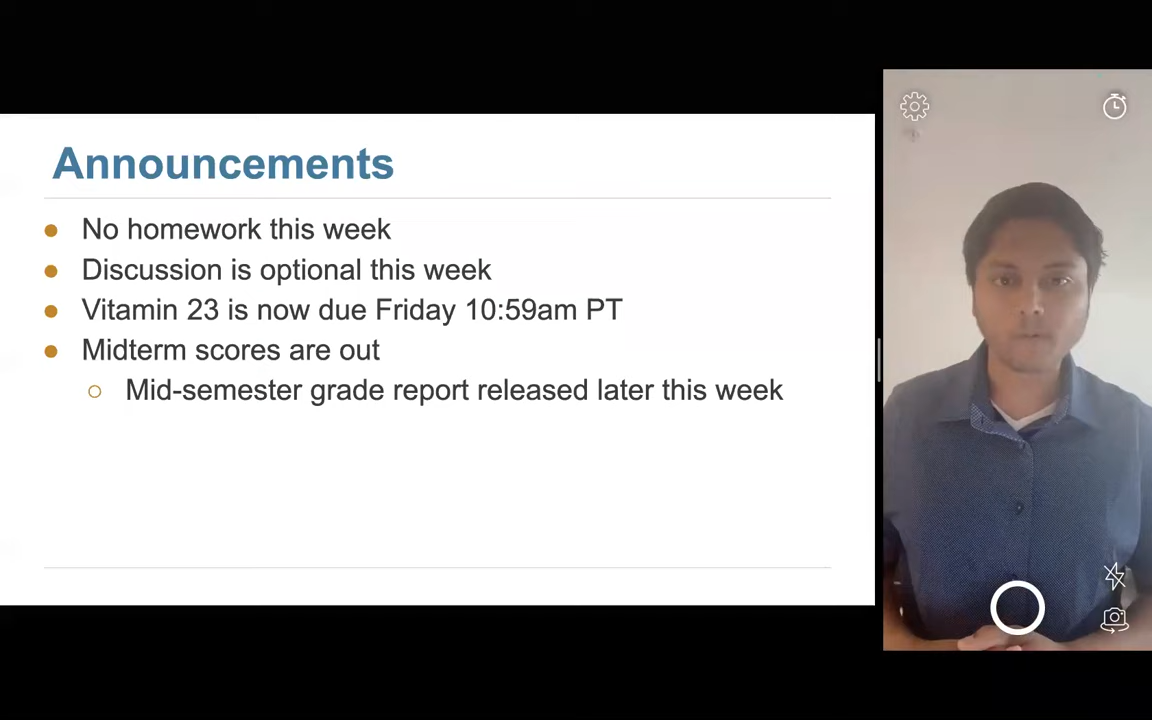 Announcements
No homework this week
Discussion is optional this week
Vitamin 23 is now due Friday 10:59am PT
Midterm scores are out
Mid-semester grade report released later this week